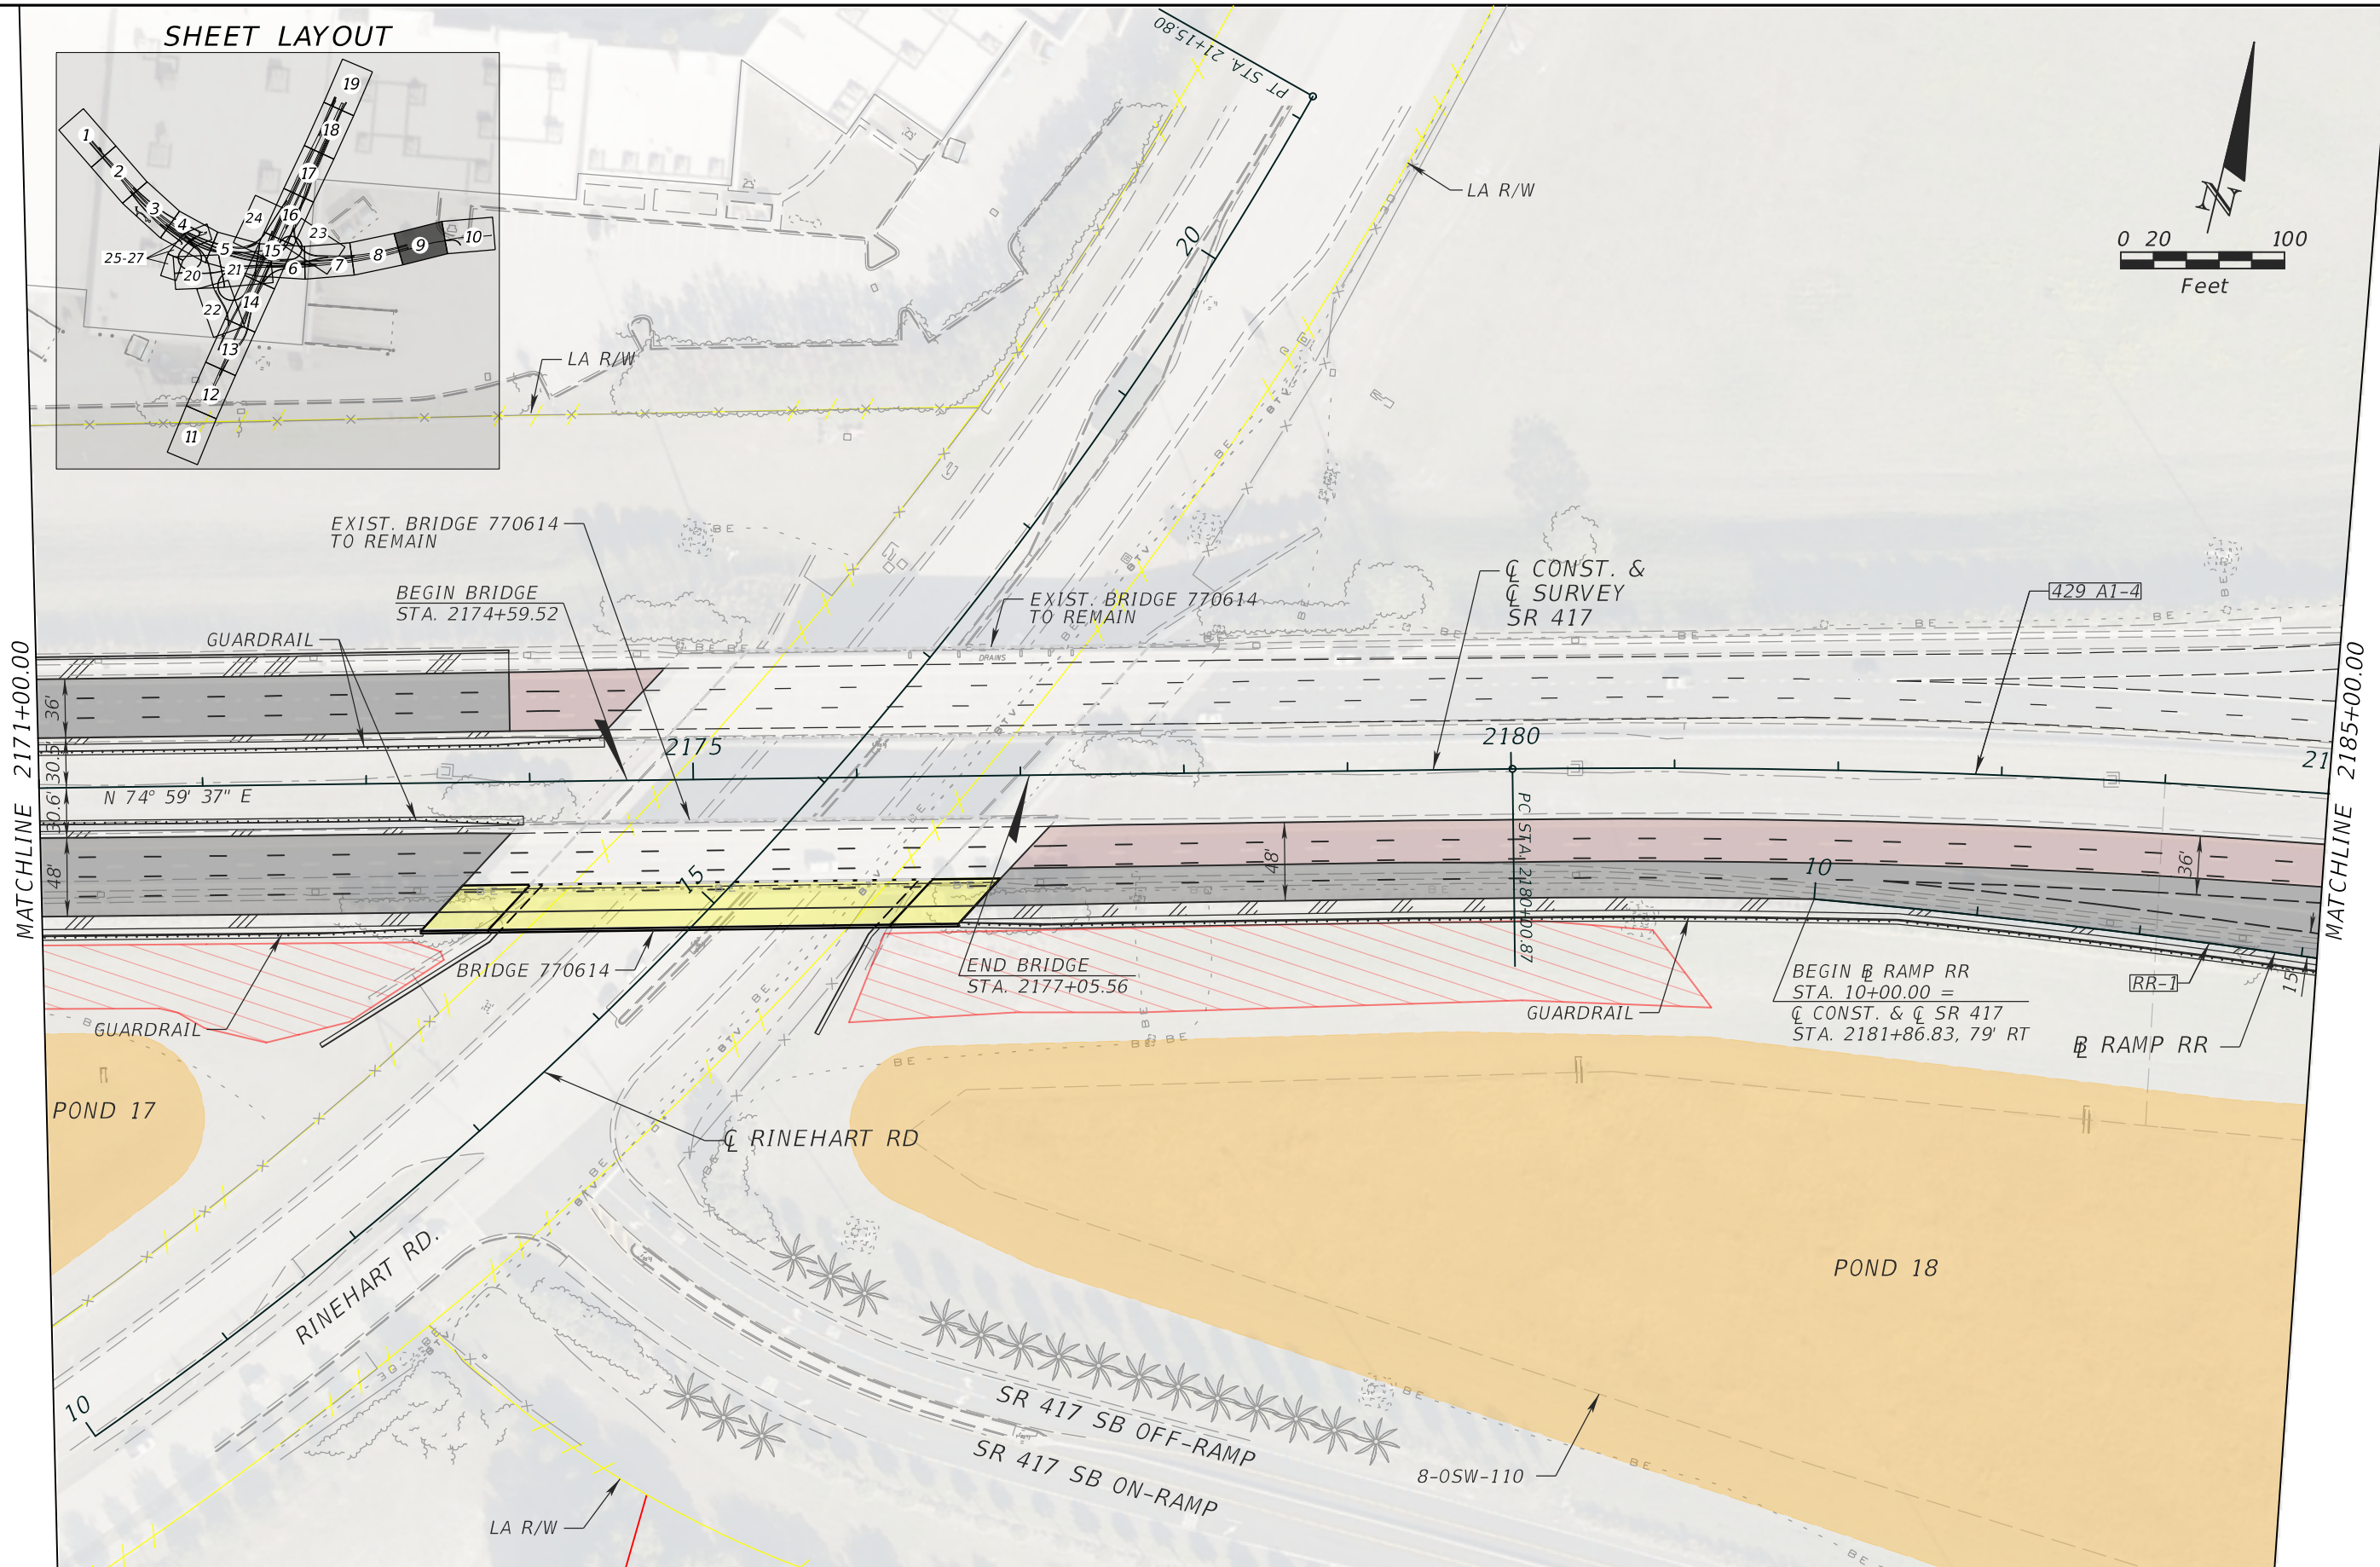 SHEET LAYOUT
1
2
3
4
5
6
7
8
9
10
11
12
13
14
15
16
17
18
19
20
21
22
23
24
25-27
PT STA. 21+15.80
LA R/W
LA R/W
0 20 100
Feet
N
20
EXIST. BRIDGE 770614
TO REMAIN
BEGIN BRIDGE
STA. 2174+59.52
GUARDRAIL
EXIST. BRIDGE 770614
TO REMAIN
DRAINS
℄ CONST. &
℄ SURVEY
SR 417
429 A1-4
MATCHLINE 2171+00.00
MATCHLINE 2185+00.00
36'
30.5'
30.6'
48'
N 74° 59' 37" E
2175
2180
21
PC STA. 2180+00.87
48'
36'
10
15
15'
BRIDGE 770614
END BRIDGE
STA. 2177+05.56
GUARDRAIL
GUARDRAIL
BEGIN BL RAMP RR
STA. 10+00.00 =
℄ CONST. & ℄ SR 417
STA. 2181+86.83, 79' RT
RR-1
BL RAMP RR
POND 17
℄ RINEHART RD
RINEHART RD.
10
POND 18
SR 417 SB OFF-RAMP
SR 417 SB ON-RAMP
8-OSW-110
LA R/W
BE
BTV